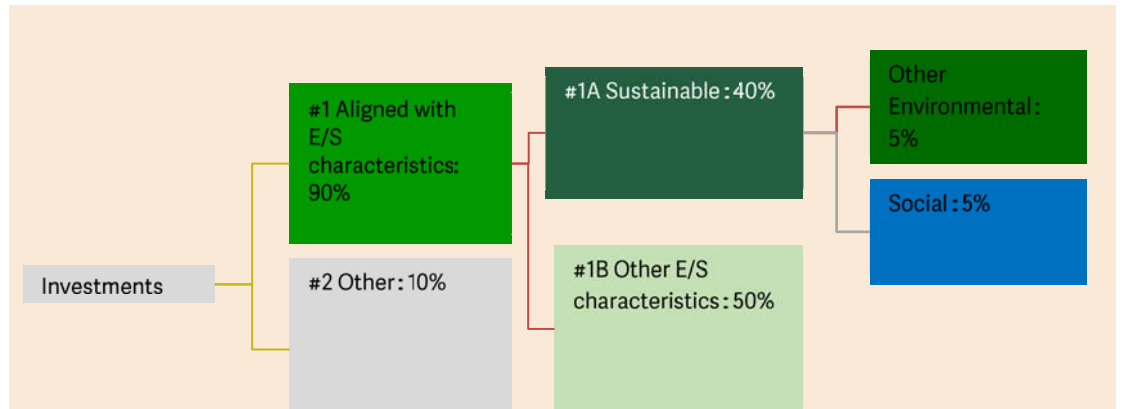 Investments
#1 Aligned with
E/S
characteristics:
90%
#2 Other: 10%
#1A Sustainable: 40%
#1B Other E/S
characteristics: 50%
Other
Environmental:
5%
Social: 5%